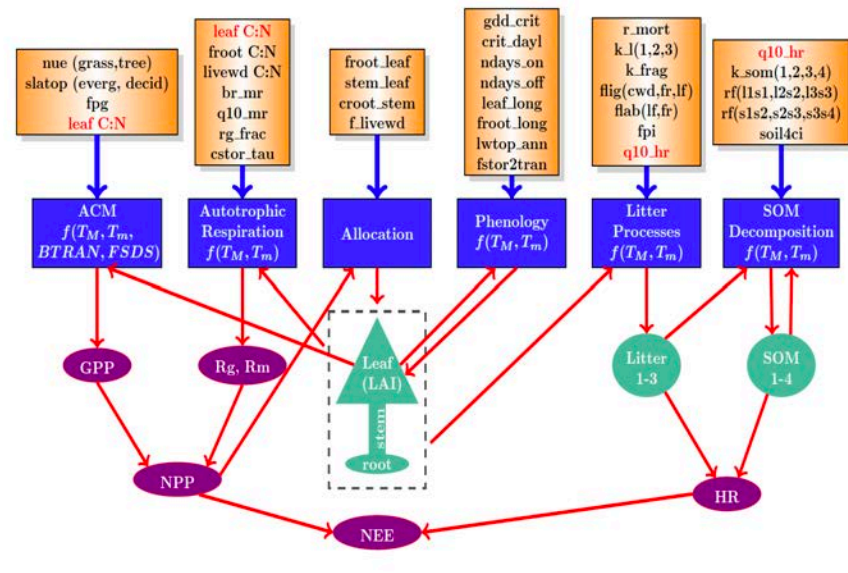 nue (grass,tree)
slatop (everg, decid)
fpg
leaf C:N
leaf C:N
froot C:N
livewd C:N
br_mr
q10_mr
rg_frac
cstor_tau
froot_leaf
stem_leaf
croot_stem
f_livewd
gdd_crit
crit_dayl
ndays_on
ndays_off
leaf_long
froot_long
lwtop_ann
fstor2tran
r_mort
k_l(1,2,3)
k_frag
flig(cwd,fr,lf)
flab(lf,fr)
fpi
q10_hr
q10_hr
k_som(1,2,3,4)
rf(l1s1,l2s2,l3s3)
rf(s1s2,s2s3,s3s4)
soil4ci
ACM
f(T_M, T_m,
BTRAN, FSDS)
Autotrophic
Respiration
f(T_M, T_m)
Allocation
Phenology
f(T_M, T_m)
Litter
Processes
f(T_M, T_m)
SOM
Decomposition
f(T_M, T_m)
GPP
Rg, Rm
Leaf
(LAI)
stem
root
Litter
1-3
SOM
1-4
NPP
HR
NEE